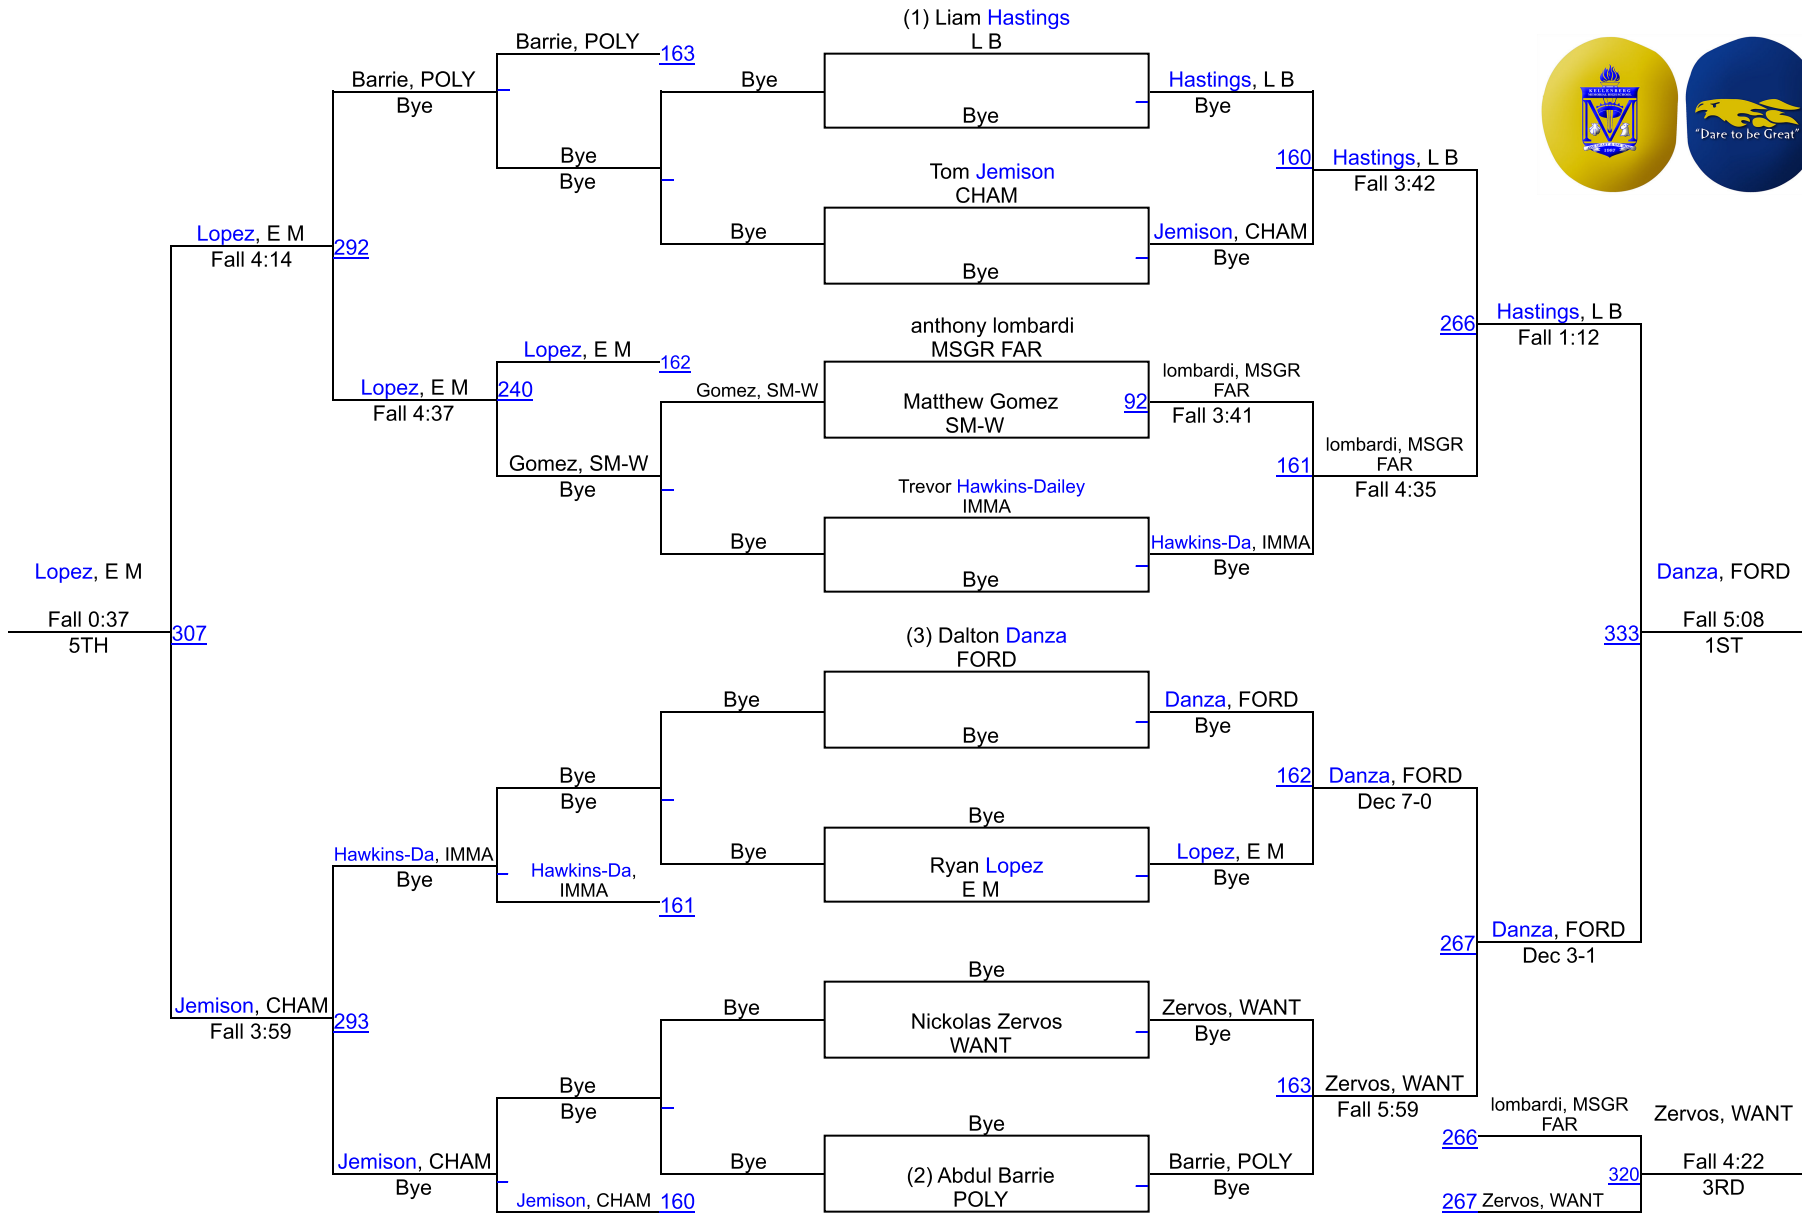 (1) Liam Hastings
L B
Barrie, POLY
163
Barrie, POLY
Bye
Bye
Bye
Hastings, L B
Bye
KELLENBERG
"Dare to be Great"
Bye
Bye
Tom Jemison
CHAM
160
Hastings, L B
Fall 3:42
Lopez, E M
Fall 4:14
292
Bye
Bye
Jemison, CHAM
Bye
anthony lombardi
MSGR FAR
266
Hastings, L B
Fall 1:12
Lopez, E M
162
Lopez, E M
Fall 4:37
240
Gomez, SM-W
Matthew Gomez
SM-W
92
lombardi, MSGR
FAR
Fall 3:41
Gomez, SM-W
Bye
Trevor Hawkins-Dailey
IMMA
161
lombardi, MSGR
FAR
Fall 4:35
Bye
Bye
Hawkins-Da, IMMA
Bye
Lopez, E M
Fall 0:37
5TH
307
(3) Dalton Danza
FORD
333
Danza, FORD
Fall 5:08
1ST
Bye
Bye
Danza, FORD
Bye
Bye
Bye
Bye
162
Danza, FORD
Dec 7-0
Hawkins-Da, IMMA
Bye
Hawkins-Da,
IMMA
161
Bye
Ryan Lopez
E M
Lopez, E M
Bye
Bye
267
Danza, FORD
Dec 3-1
Jemison, CHAM
Fall 3:59
293
Bye
Nickolas Zervos
WANT
Zervos, WANT
Bye
Bye
Bye
Bye
163
Zervos, WANT
Fall 5:59
lombardi, MSGR
FAR
266
Zervos, WANT
Jemison, CHAM
Bye
Jemison, CHAM
160
Bye
(2) Abdul Barrie
POLY
Barrie, POLY
Bye
267
Zervos, WANT
320
Fall 4:22
3RD